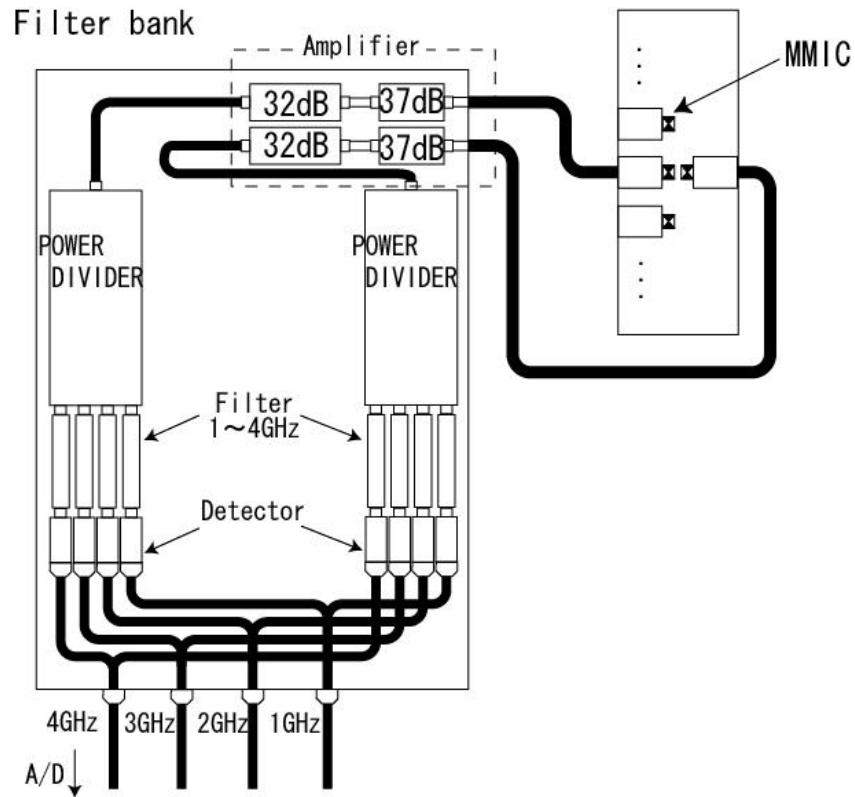 Filter bank
Amplifier
MMIC
32dB
37dB
32dB
37dB
POWER
DIVIDER
POWER
DIVIDER
Filter
1～4GHz
Detector
4GHz
3GHz
2GHz
1GHz
A/D